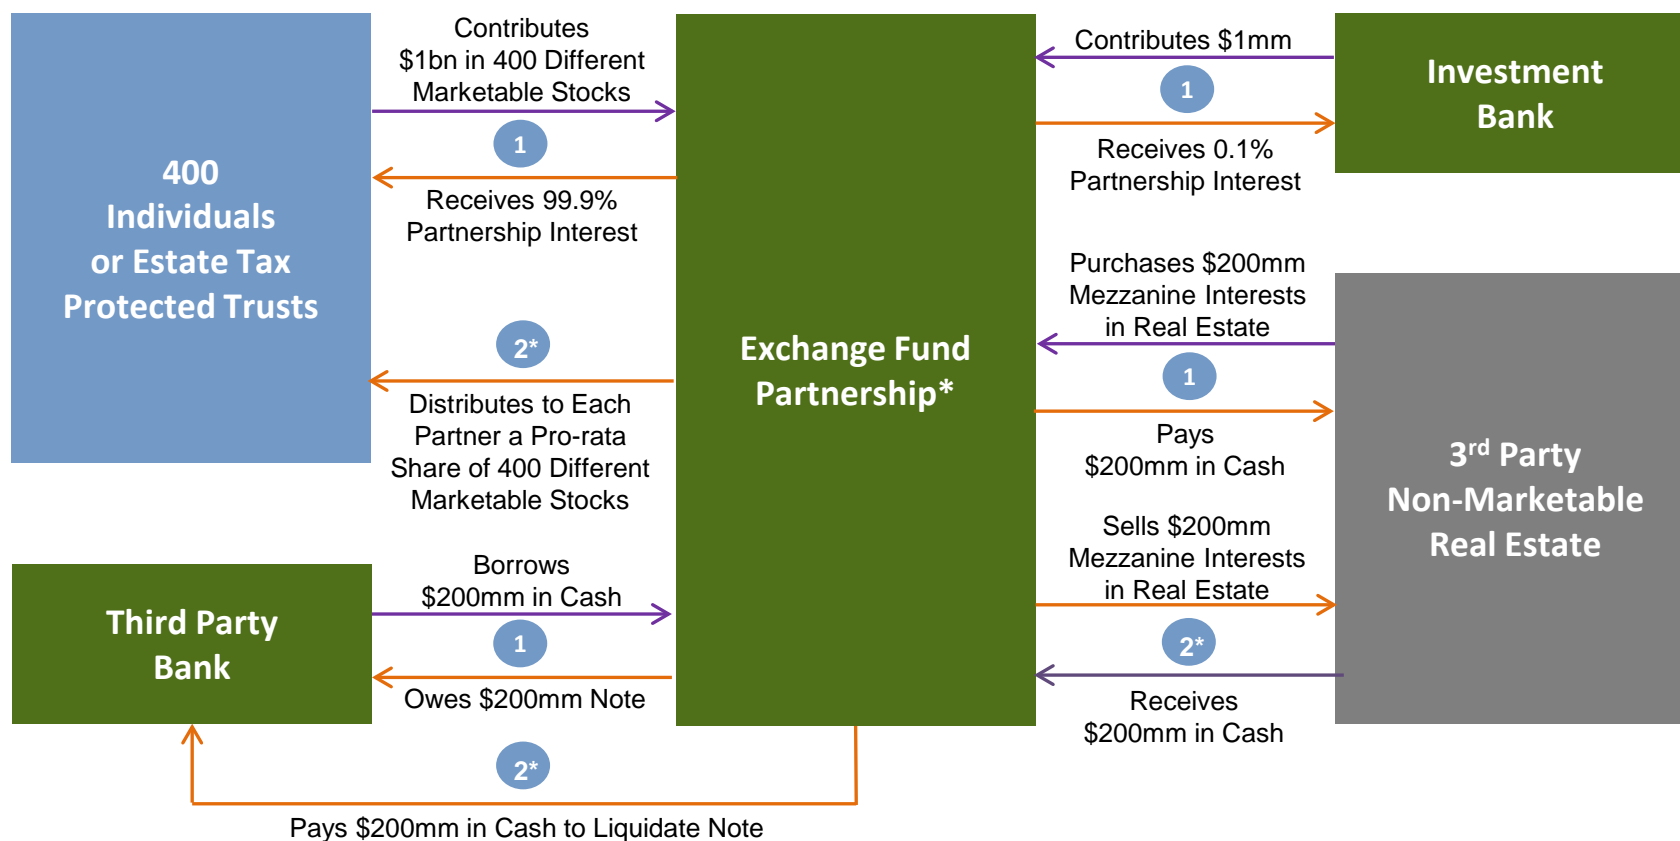 400
Individuals
or Estate Tax
Protected Trusts
Contributes
$1bn in 400 Different
Marketable Stocks
1
Receives 99.9%
Partnership Interest
2*
Distributes to Each
Partner a Pro-rata
Share of 400 Different
Marketable Stocks
Third Party
Bank
Borrows
$200mm in Cash
1
Owes $200mm Note
2*
Pays $200mm in Cash to Liquidate Note
Exchange Fund
Partnership*
Contributes $1mm
1
Receives 0.1%
Partnership Interest
Investment
Bank
Purchases $200mm
Mezzanine Interests
in Real Estate
1
Pays
$200mm in Cash
Sells $200mm
Mezzanine Interests
in Real Estate
2*
Receives
$200mm in Cash
3rd Party
Non-Marketable
Real Estate